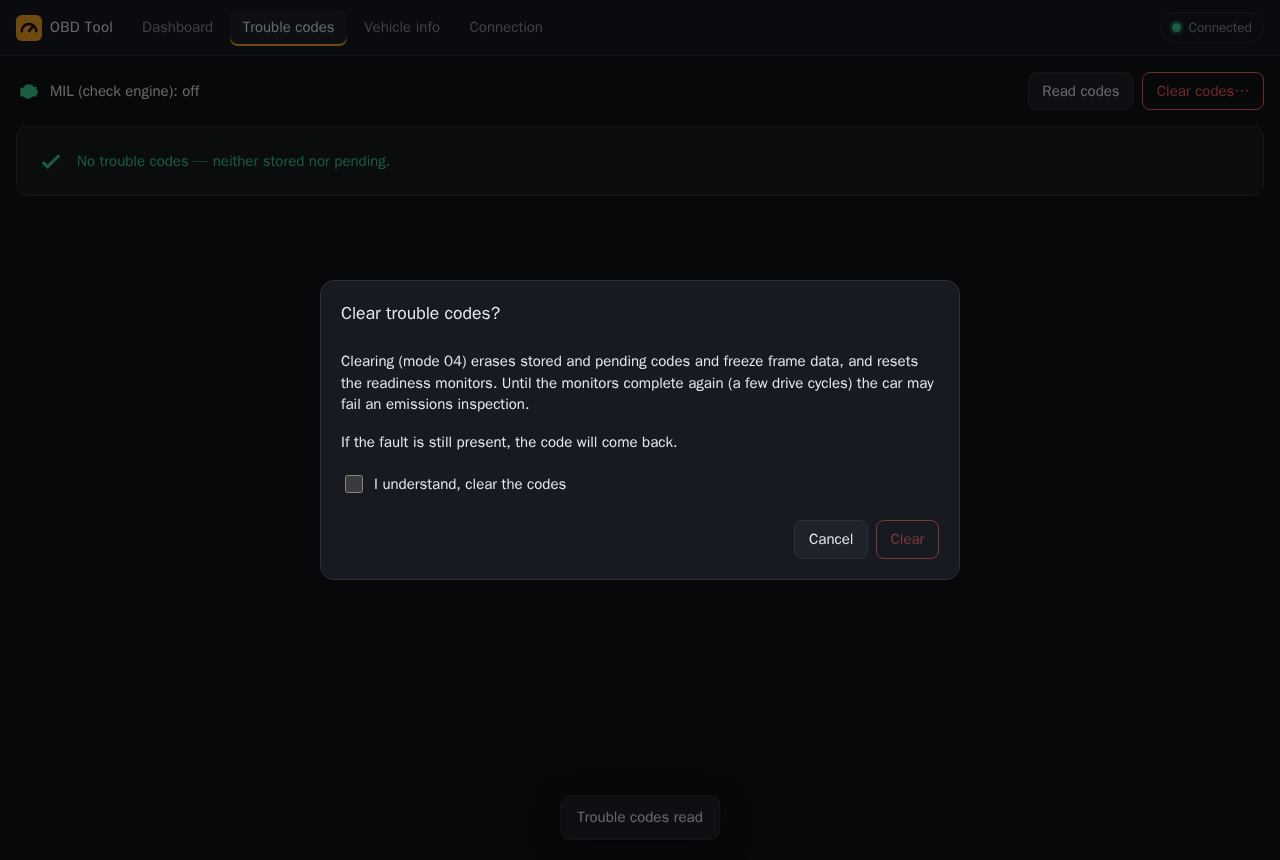 OBD Tool Dashboard Trouble codes Vehicle info Connection Connected
MIL (check engine): off Read codes Clear codes⋯
No trouble codes — neither stored nor pending.
Clear trouble codes?
Clearing (mode 04) erases stored and pending codes and freeze frame data, and resets
the readiness monitors. Until the monitors complete again (a few drive cycles) the car may
fail an emissions inspection.
If the fault is still present, the code will come back.
I understand, clear the codes
Cancel Clear
Trouble codes read